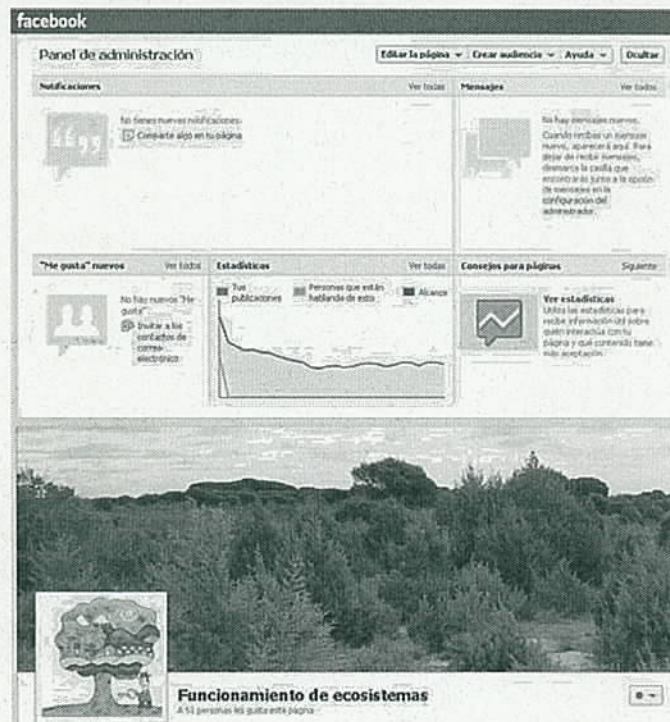 facebook
Panel de administración
Editar la página Crear audiencia Ayuda Ocultar
Notificaciones Ver todas
No tienes nuevas notificaciones.
Comparte algo en tu página
Mensajes Ver todos
No hay mensajes nuevos.
Cuando recibas un mensaje
nuevo, aparecerá aquí. Para
dejar de recibir mensajes,
desmarca la casilla que
encontrarás junto a la opción
de mensajes en la
configuración del
administrador.
"Me gusta" nuevos Ver todos
No hay nuevos "Me
gusta"
Invitar a los
contactos de
correo
electrónico
Estadísticas Ver todas
Tus
publicaciones
Personas que están
hablando de esto
Alcance
Consejos para páginas Siguiente
Ver estadísticas
Utiliza las estadísticas para
recibir información útil sobre
quién interactúa con tu
página y qué contenido tiene
más aceptación.
Funcionamiento de ecosistemas
A 51 personas les gusta esta página